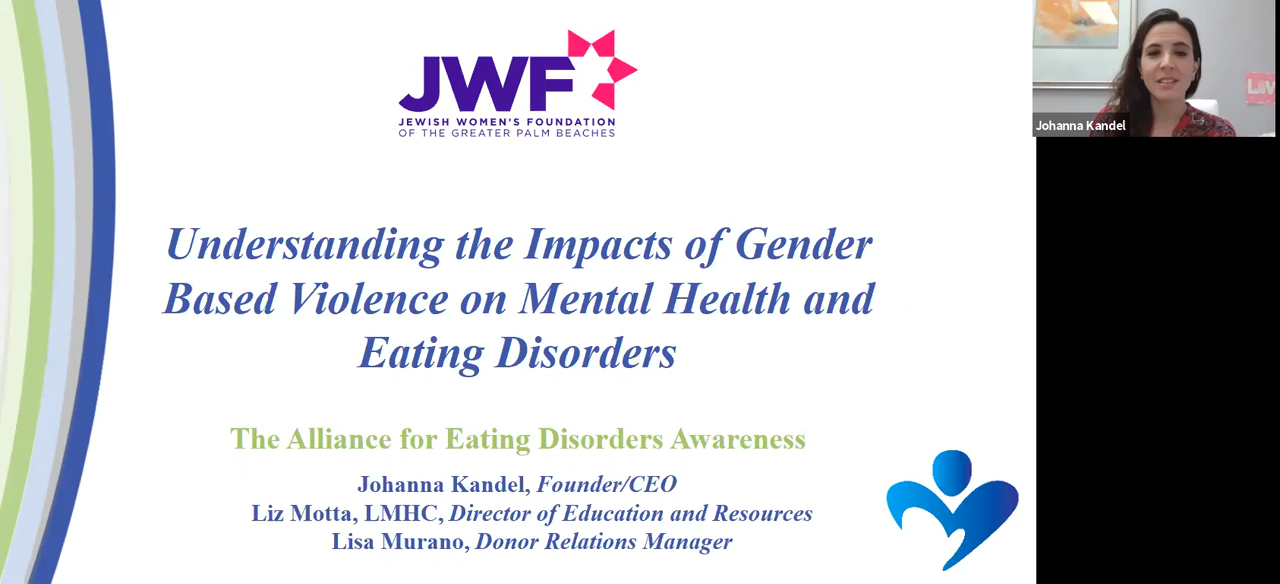 JWF
JEWISH WOMEN'S FOUNDATION
OF THE GREATER PALM BEACHES
Johanna Kandel
Understanding the Impacts of Gender
Based Violence on Mental Health and
Eating Disorders
The Alliance for Eating Disorders Awareness
Johanna Kandel, Founder/CEO
Liz Motta, LMHC, Director of Education and Resources
Lisa Murano, Donor Relations Manager